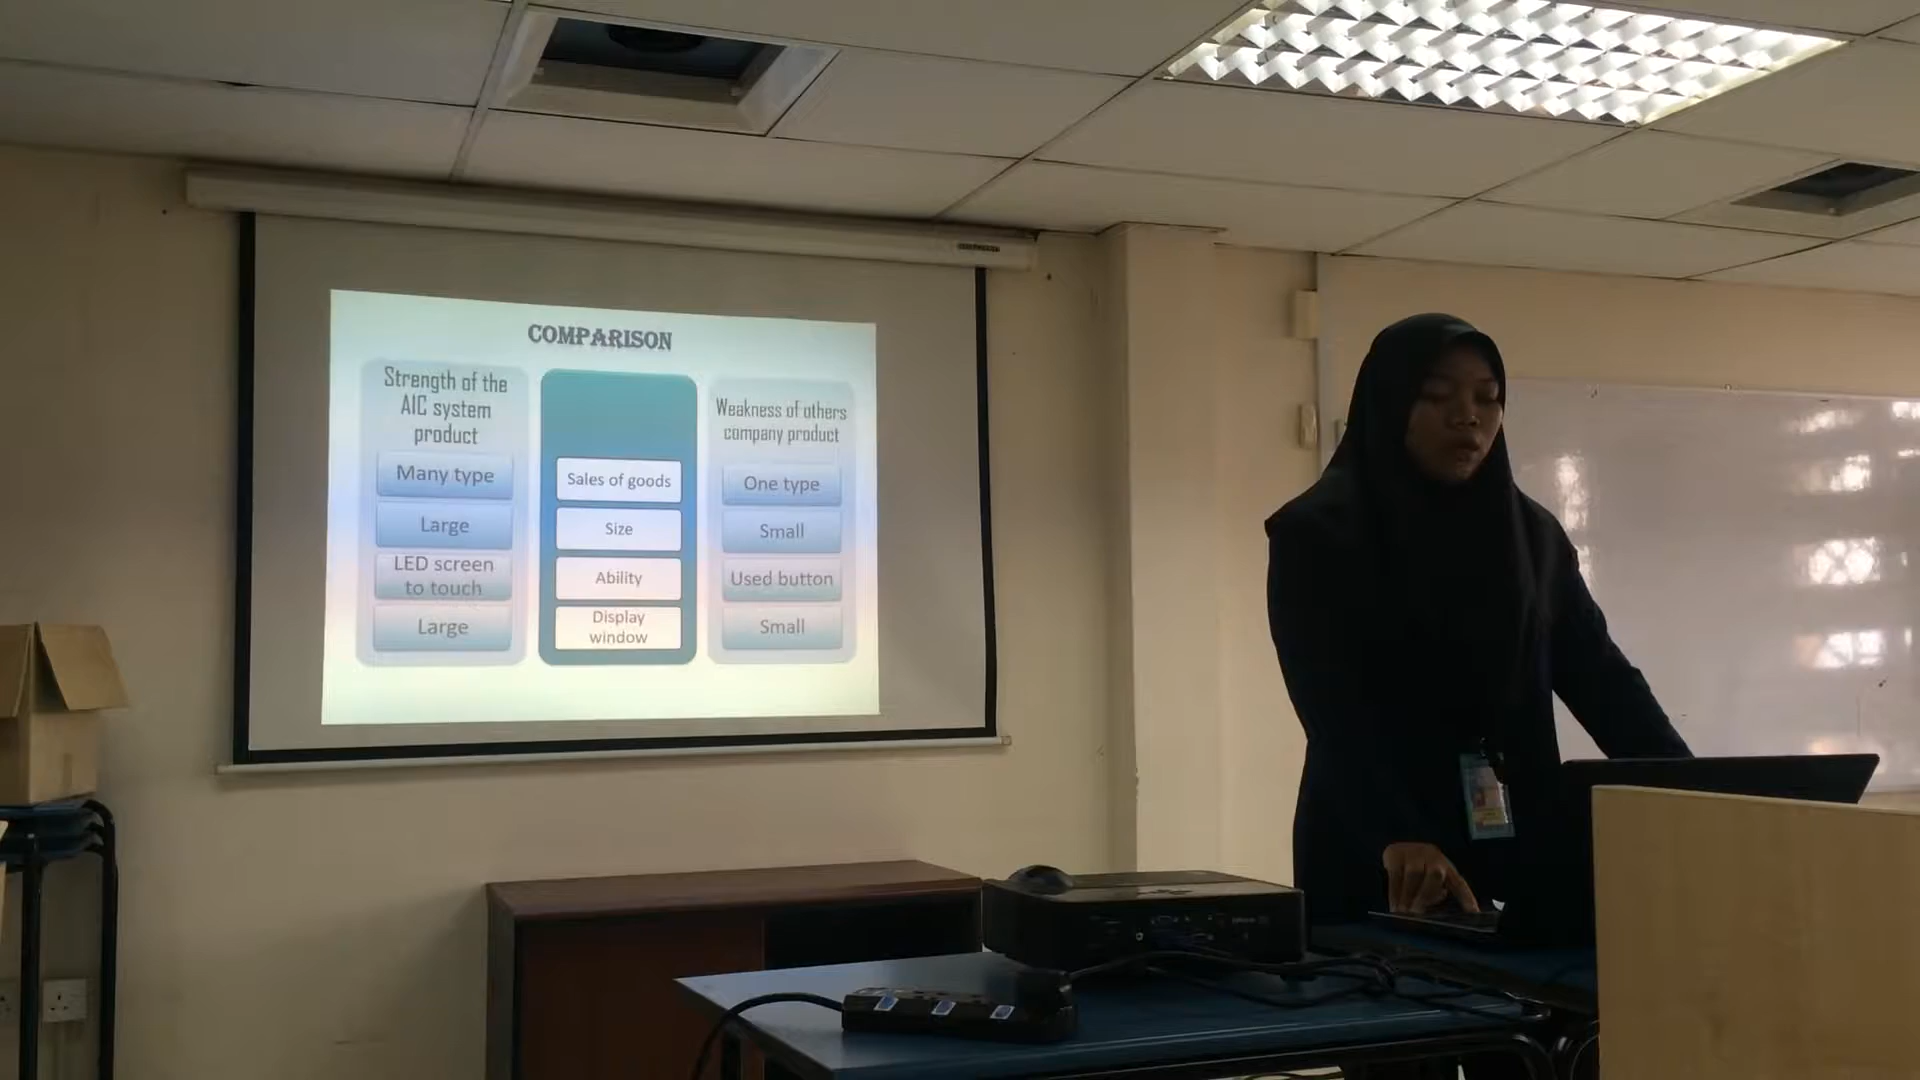 COMPARISON
Strength of the
AIC system
product
Many type
Large
LED screen
to touch
Large
Sales of goods
Size
Ability
Display
window
Weakness of others
company product
One type
Small
Used button
Small